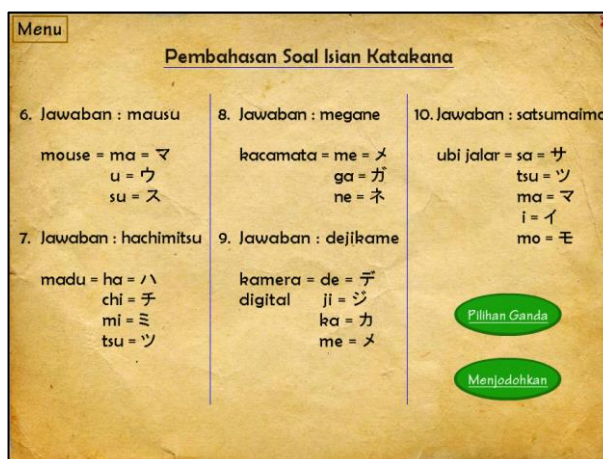 Menu
Pembahasan Soal Isian Katakana
6. Jawaban : mausu
mouse = ma = マ
u = ウ
su = ス
7. Jawaban : hachimitsu
madu = ha = ハ
chi = チ
mi = ミ
tsu = ツ
8. Jawaban : megane
kacamata = me = メ
ga = ガ
ne = ネ
9. Jawaban : dejikame
kamera = de = デ
digital ji = ジ
ka = カ
me = メ
10. Jawaban : satsumaimo
ubi jalar = sa = サ
tsu = ツ
ma = マ
i = イ
mo = モ
Pilihan Ganda
Menjodohkan